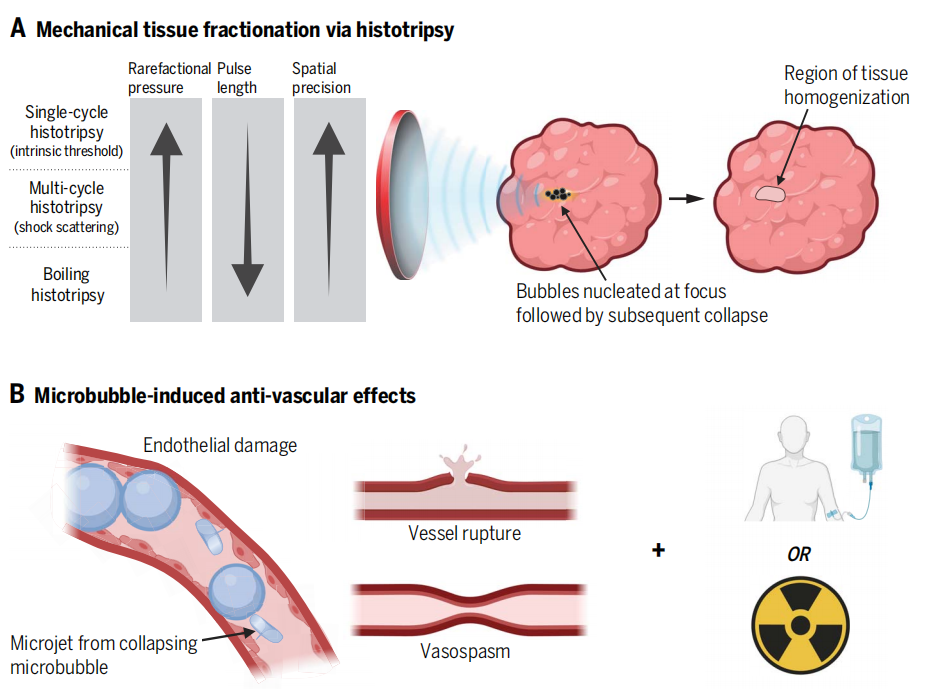 A Mechanical tissue fractionation via histotripsy
Rarefactional pressure
Pulse length
Spatial precision
Single-cycle
histotripsy
(intrinsic threshold)
Multi-cycle
histotripsy
(shock scattering)
Boiling
histotripsy
Region of tissue
homogenization
Bubbles nucleated at focus
followed by subsequent collapse
B Microbubble-induced anti-vascular effects
Endothelial damage
Microjet from collapsing
microbubble
Vessel rupture
Vasospasm
+
OR